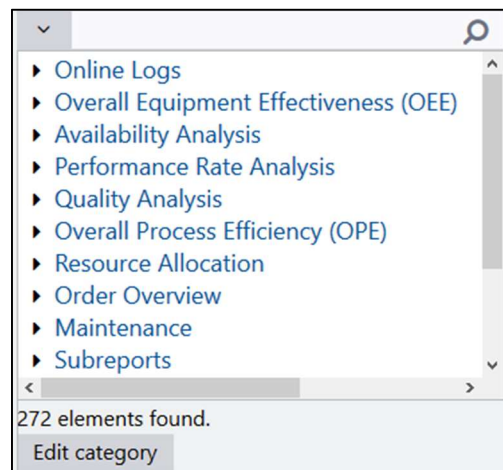 Online Logs
Overall Equipment Effectiveness (OEE)
Availability Analysis
Performance Rate Analysis
Quality Analysis
Overall Process Efficiency (OPE)
Resource Allocation
Order Overview
Maintenance
Subreports
272 elements found.
Edit category